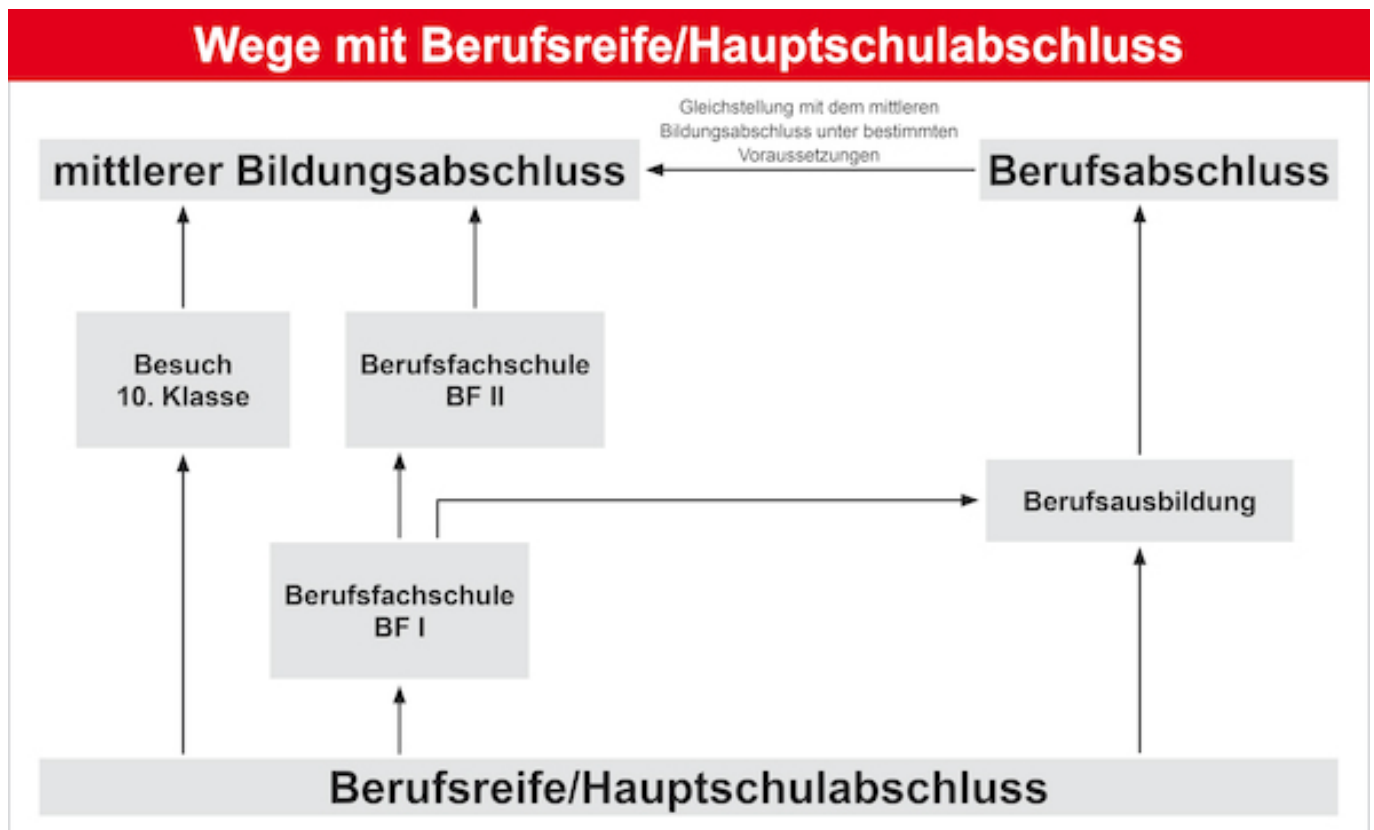 Wege mit Berufsreife/Hauptschulabschluss
Gleichstellung mit dem mittleren
Bildungsabschluss unter bestimmten
Voraussetzungen
mittlerer Bildungsabschluss
Berufsabschluss
Besuch
10. Klasse
Berufsfachschule
BF II
Berufsausbildung
Berufsfachschule
BF I
Berufsreife/Hauptschulabschluss